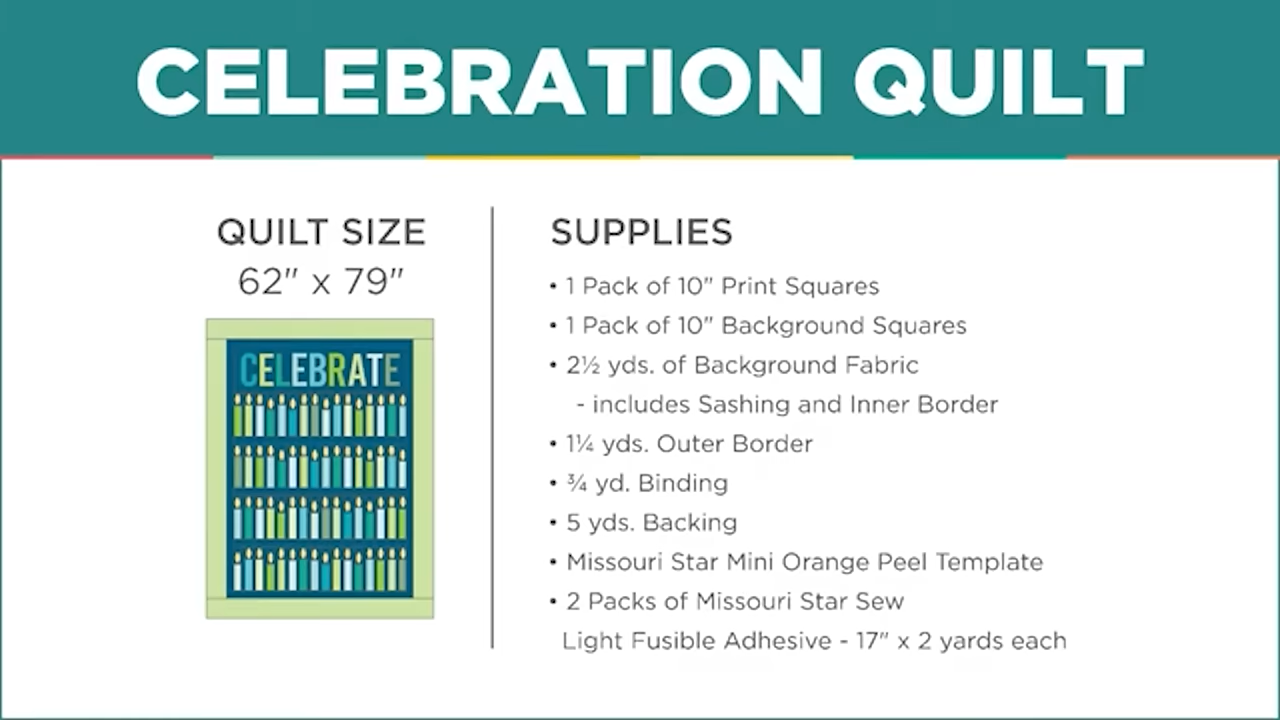 CELEBRATION QUILT
QUILT SIZE
62" x 79"
CELEBRATE
SUPPLIES
• 1 Pack of 10" Print Squares
• 1 Pack of 10" Background Squares
• 2½ yds. of Background Fabric
- includes Sashing and Inner Border
• 1¼ yds. Outer Border
• ¾ yd. Binding
• 5 yds. Backing
• Missouri Star Mini Orange Peel Template
• 2 Packs of Missouri Star Sew
Light Fusible Adhesive - 17" x 2 yards each